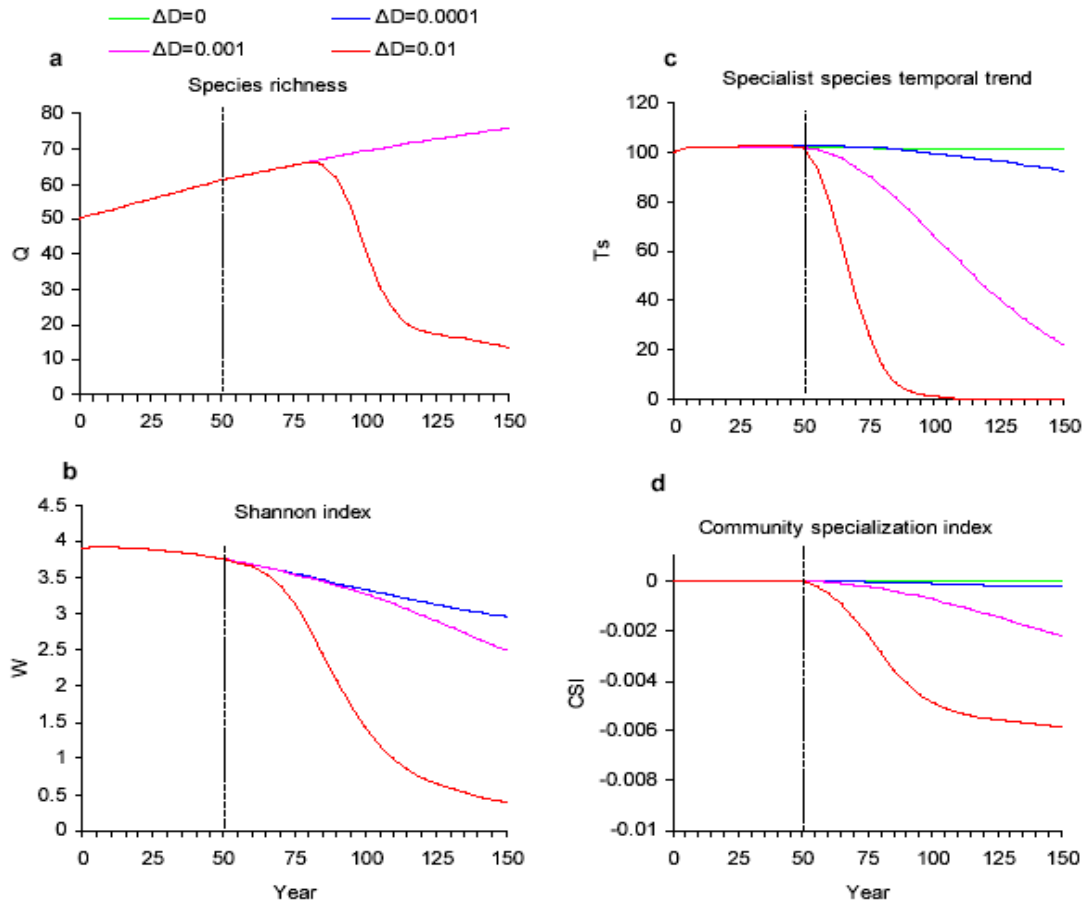 ΔD=0 ΔD=0.0001
ΔD=0.001 ΔD=0.01
a
Species richness
80
70
60
50
40
30
20
10
0
Q
0 25 50 75 100 125 150
b
Shannon index
4.5
4
3.5
3
2.5
2
1.5
1
0.5
0
W
0 25 50 75 100 125 150
Year
c
Specialist species temporal trend
120
100
80
60
40
20
0
Ts
0 25 50 75 100 125 150
d
Community specialization index
0
-0.002
-0.004
-0.006
-0.008
-0.01
CSI
0 25 50 75 100 125 150
Year